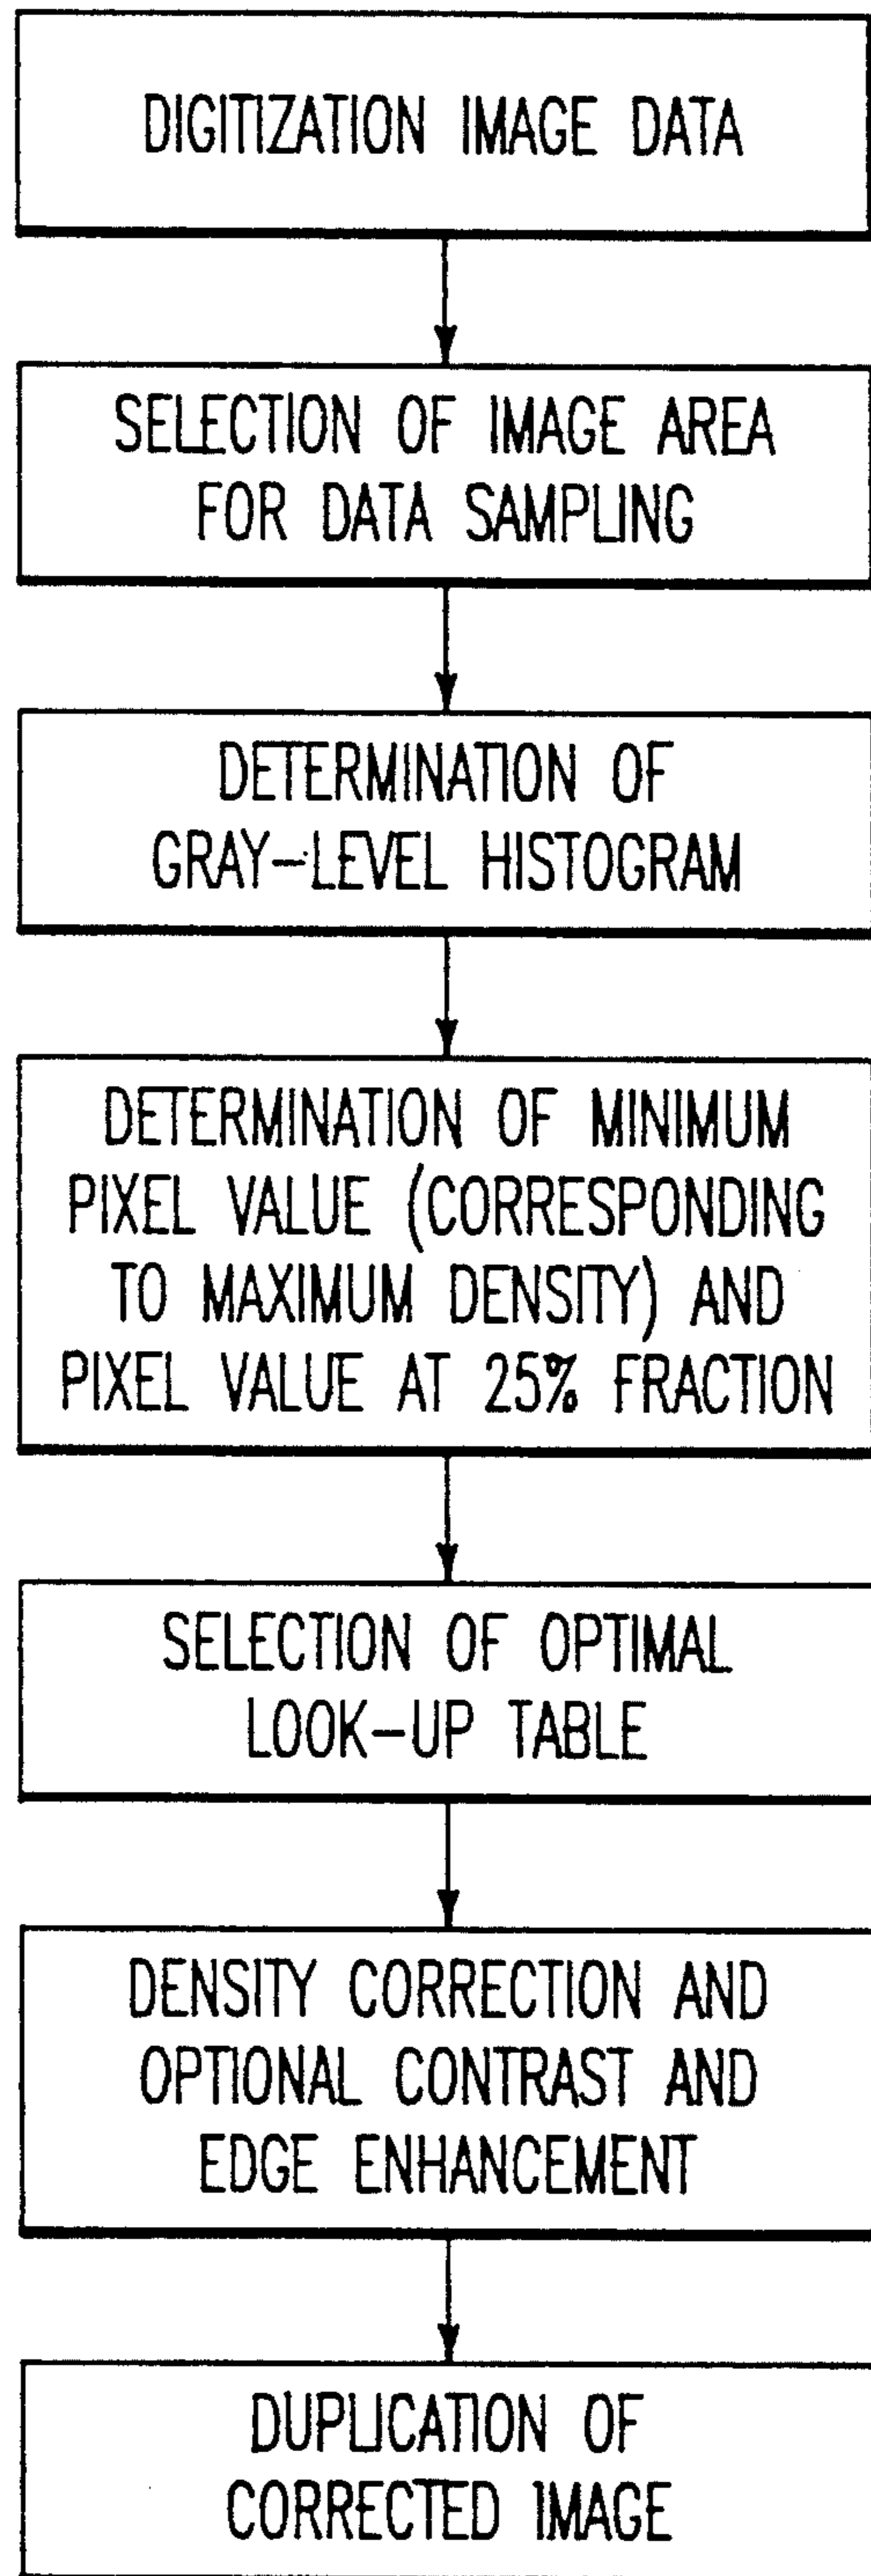 DIGITIZATION IMAGE DATA
SELECTION OF IMAGE AREA
FOR DATA SAMPLING
DETERMINATION OF
GRAY-LEVEL HISTOGRAM
DETERMINATION OF MINIMUM
PIXEL VALUE (CORRESPONDING
TO MAXIMUM DENSITY) AND
PIXEL VALUE AT 25% FRACTION
SELECTION OF OPTIMAL
LOOK-UP TABLE
DENSITY CORRECTION AND
OPTIONAL CONTRAST AND
EDGE ENHANCEMENT
DUPLICATION OF
CORRECTED IMAGE